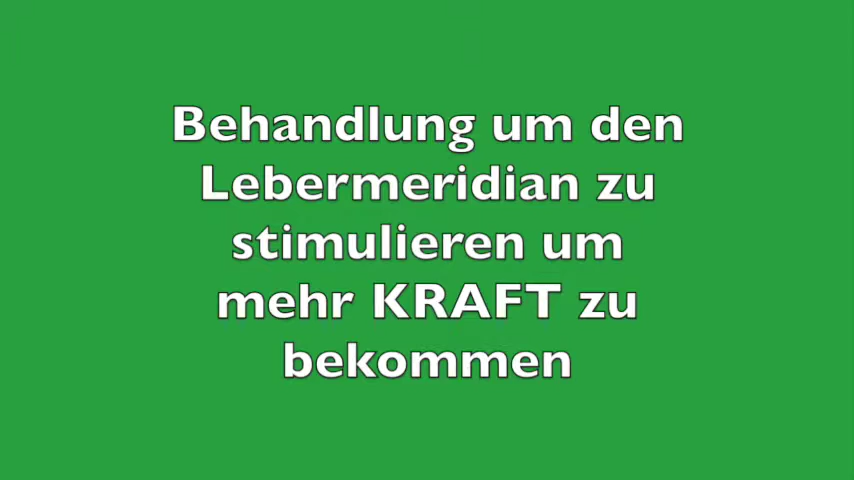 Behandlung um den
Lebermeridian zu
stimulieren um
mehr KRAFT zu
bekommen